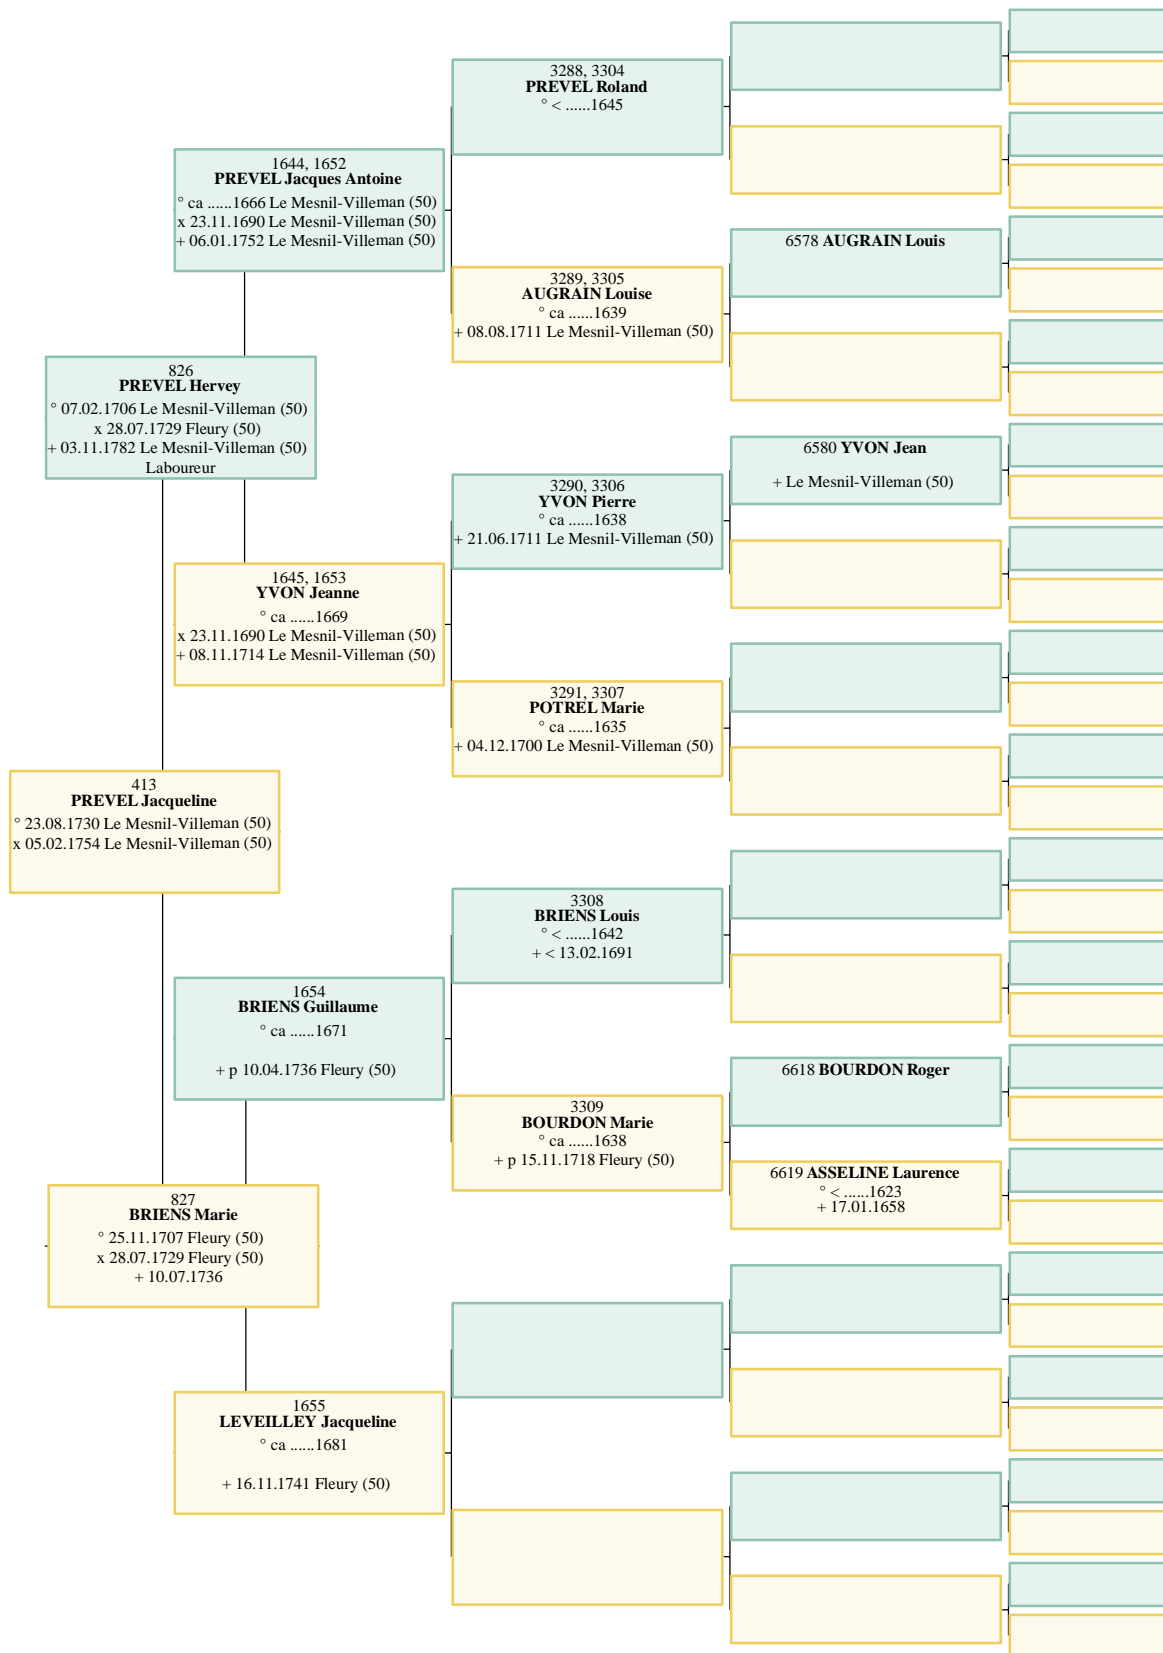 3288, 3304
PREVEL Roland
° < ......1645
1644, 1652
PREVEL Jacques Antoine
° ca ......1666 Le Mesnil-Villeman (50)
x 23.11.1690 Le Mesnil-Villeman (50)
+ 06.01.1752 Le Mesnil-Villeman (50)
6578 AUGRAIN Louis
3289, 3305
AUGRAIN Louise
° ca ......1639
+ 08.08.1711 Le Mesnil-Villeman (50)
826
PREVEL Hervey
° 07.02.1706 Le Mesnil-Villeman (50)
x 28.07.1729 Fleury (50)
+ 03.11.1782 Le Mesnil-Villeman (50)
Laboureur
6580 YVON Jean
+ Le Mesnil-Villeman (50)
3290, 3306
YVON Pierre
° ca ......1638
+ 21.06.1711 Le Mesnil-Villeman (50)
1645, 1653
YVON Jeanne
° ca ......1669
x 23.11.1690 Le Mesnil-Villeman (50)
+ 08.11.1714 Le Mesnil-Villeman (50)
3291, 3307
POTREL Marie
° ca ......1635
+ 04.12.1700 Le Mesnil-Villeman (50)
413
PREVEL Jacqueline
° 23.08.1730 Le Mesnil-Villeman (50)
x 05.02.1754 Le Mesnil-Villeman (50)
3308
BRIENS Louis
° < ......1642
+ < 13.02.1691
1654
BRIENS Guillaume
° ca ......1671
+ p 10.04.1736 Fleury (50)
6618 BOURDON Roger
3309
BOURDON Marie
° ca ......1638
+ p 15.11.1718 Fleury (50)
6619 ASSELINE Laurence
° < ......1623
+ 17.01.1658
827
BRIENS Marie
° 25.11.1707 Fleury (50)
x 28.07.1729 Fleury (50)
+ 10.07.1736
1655
LEVEILLEY Jacqueline
° ca ......1681
+ 16.11.1741 Fleury (50)